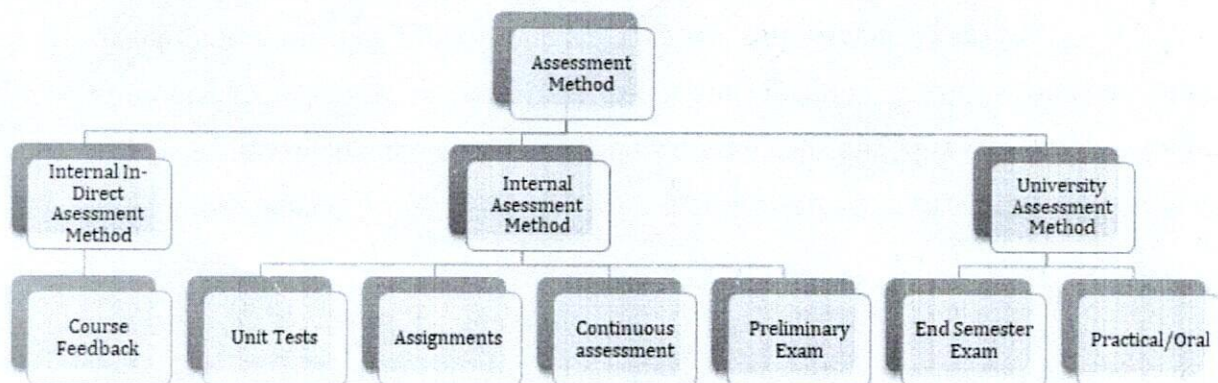 Assessment
Method
Internal In-
Direct
Asessment
Method
Internal
Asessment
Method
University
Assessment
Method
Course
Feedback
Unit Tests
Assignments
Continuous
assessment
Preliminary
Exam
End Semester
Exam
Practical/Oral